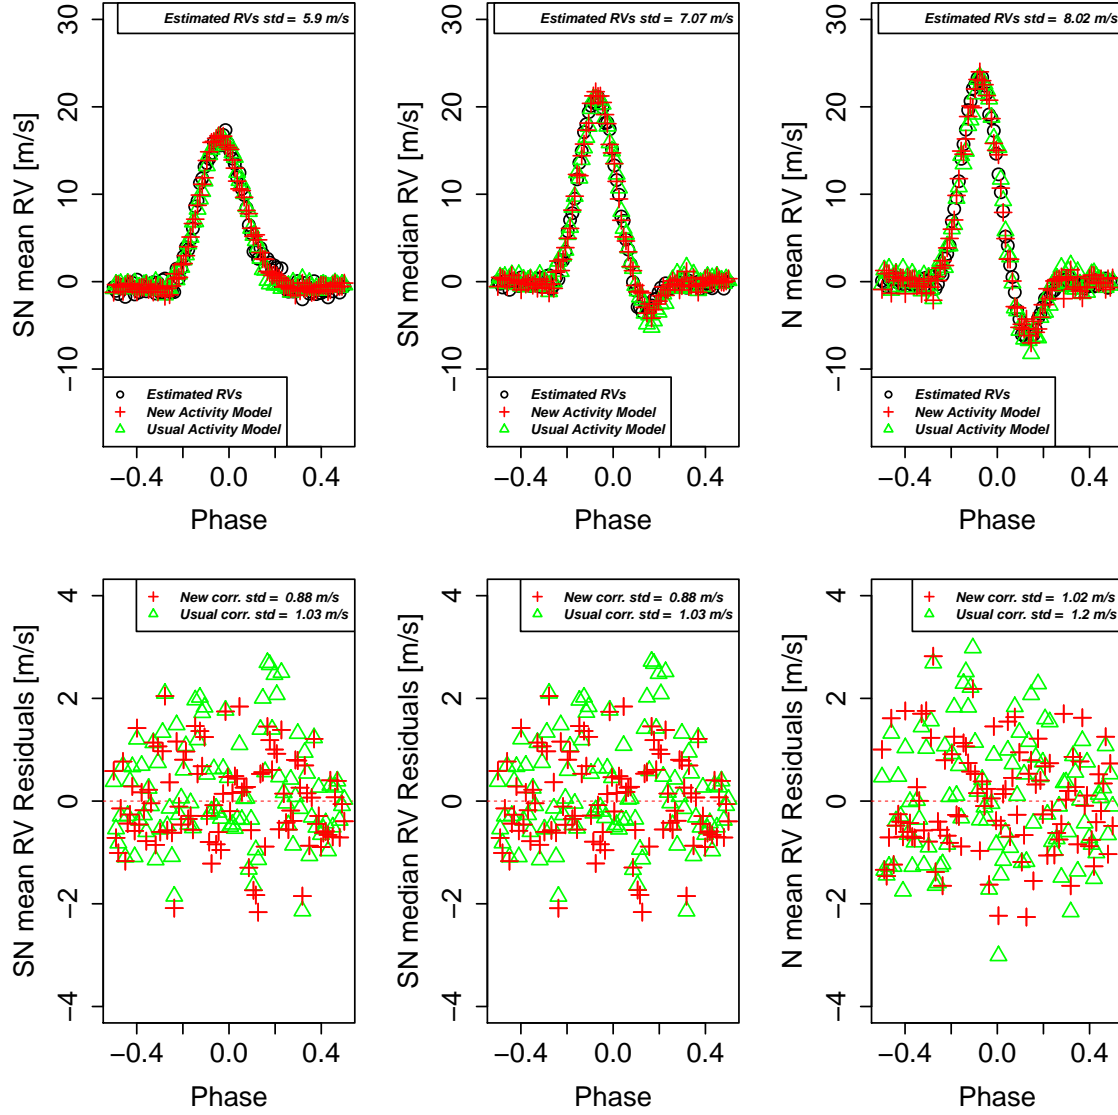 Estimated RVs std = 5.9 m/s
SN mean RV [m/s]
30
20
10
0
−10
Estimated RVs
New Activity Model
Usual Activity Model
−0.4 0.0 0.4
Phase
Estimated RVs std = 7.07 m/s
SN median RV [m/s]
30
20
10
0
−10
Estimated RVs
New Activity Model
Usual Activity Model
−0.4 0.0 0.4
Phase
Estimated RVs std = 8.02 m/s
N mean RV [m/s]
30
20
10
0
−10
Estimated RVs
New Activity Model
Usual Activity Model
−0.4 0.0 0.4
Phase
New corr. std = 0.88 m/s
Usual corr. std = 1.03 m/s
SN mean RV Residuals [m/s]
4
2
0
−2
−4
−0.4 0.0 0.4
Phase
New corr. std = 0.88 m/s
Usual corr. std = 1.03 m/s
SN median RV Residuals [m/s]
4
2
0
−2
−4
−0.4 0.0 0.4
Phase
New corr. std = 1.02 m/s
Usual corr. std = 1.2 m/s
N mean RV Residuals [m/s]
4
2
0
−2
−4
−0.4 0.0 0.4
Phase